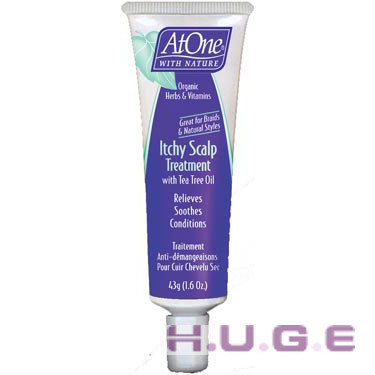 AtOne®
WITH NATURE
Organic
Herbs & Vitamins
Great for Braids
& Natural Styles
Itchy Scalp
Treatment
with Tea Tree Oil
Relieves
Soothes
Conditions
Traitement
Anti-démangeaisons
Pour Cuir Chevelu Sec
43g (1.6 Oz.)
H.U.G.E